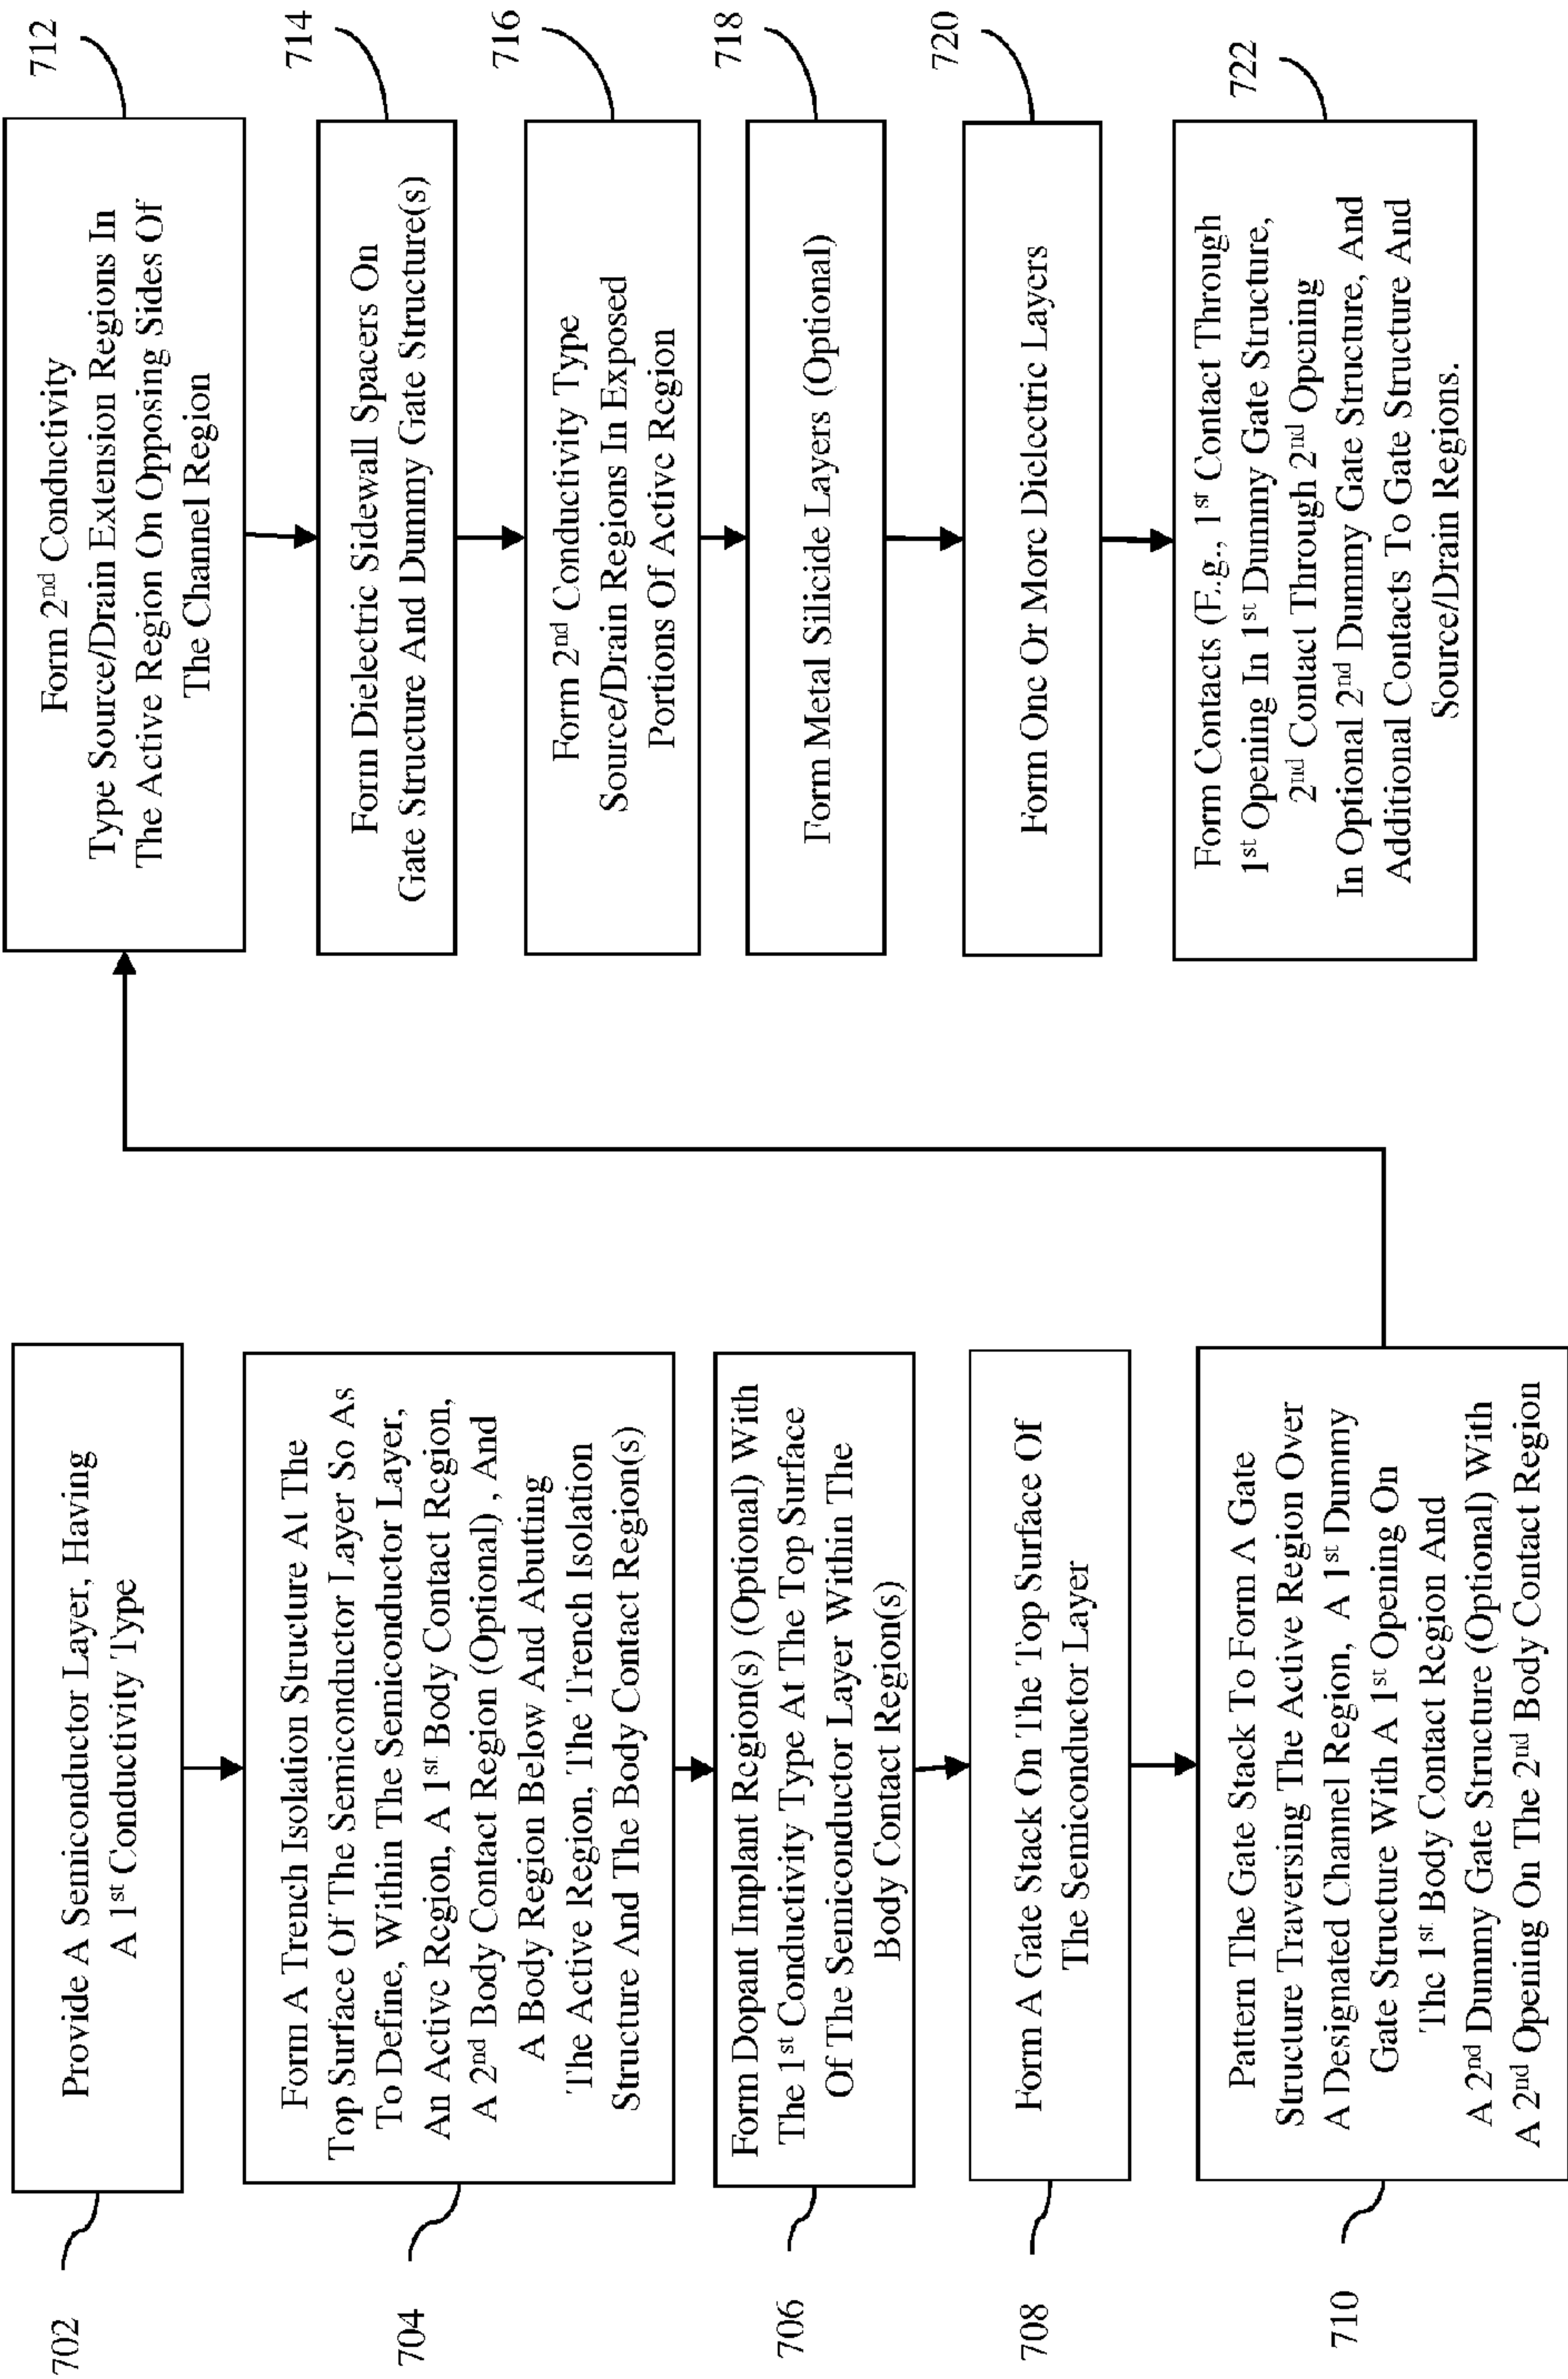 702
Provide A Semiconductor Layer, Having
A 1st Conductivity Type
704
Form A Trench Isolation Structure At The
Top Surface Of The Semiconductor Layer So As
To Define, Within The Semiconductor Layer,
An Active Region, A 1st Body Contact Region,
A 2nd Body Contact Region (Optional) , And
A Body Region Below And Abutting
The Active Region, The Trench Isolation
Structure And The Body Contact Region(s)
706
Form Dopant Implant Region(s) (Optional) With
The 1st Conductivity Type At The Top Surface
Of The Semiconductor Layer Within The
Body Contact Region(s)
708
Form A Gate Stack On The Top Surface Of
The Semiconductor Layer
710
Pattern The Gate Stack To Form A Gate
Structure Traversing The Active Region Over
A Designated Channel Region, A 1st Dummy
Gate Structure With A 1st Opening On
The 1st Body Contact Region And
A 2nd Dummy Gate Structure (Optional) With
A 2nd Opening On The 2nd Body Contact Region
712
Form 2nd Conductivity
Type Source/Drain Extension Regions In
The Active Region On Opposing Sides Of
The Channel Region
714
Form Dielectric Sidewall Spacers On
Gate Structure And Dummy Gate Structure(s)
716
Form 2nd Conductivity Type
Source/Drain Regions In Exposed
Portions Of Active Region
718
Form Metal Silicide Layers (Optional)
720
Form One Or More Dielectric Layers
722
Form Contacts (E.g., 1st Contact Through
1st Opening In 1st Dummy Gate Structure,
2nd Contact Through 2nd Opening
In Optional 2nd Dummy Gate Structure, And
Additional Contacts To Gate Structure And
Source/Drain Regions.